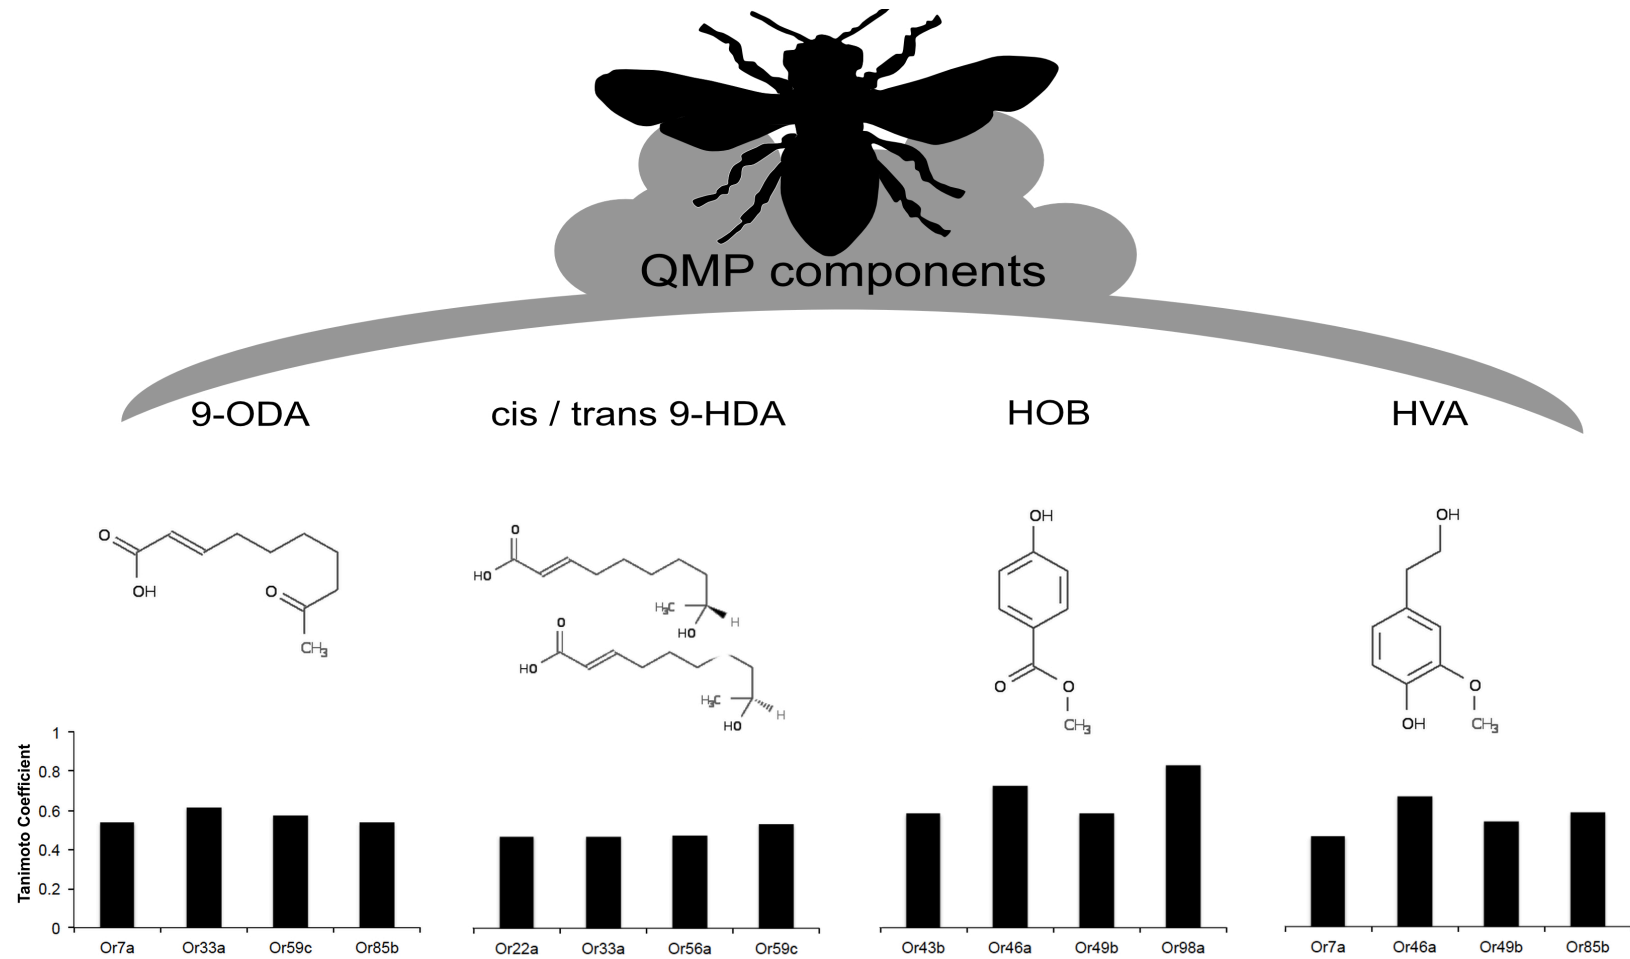 QMP components
9-ODA
cis / trans 9-HDA
HOB
HVA
O
OH
O
CH3
O
HO
H3C
H
HO
O
HO
H3C
H
HO
OH
O
O
CH3
OH
O
OH
CH3
Tanimoto Coefficient
1
0.8
0.6
0.4
0.2
0
Or7a Or33a Or59c Or85b
Or22a Or33a Or56a Or59c
Or43b Or46a Or49b Or98a
Or7a Or46a Or49b Or85b